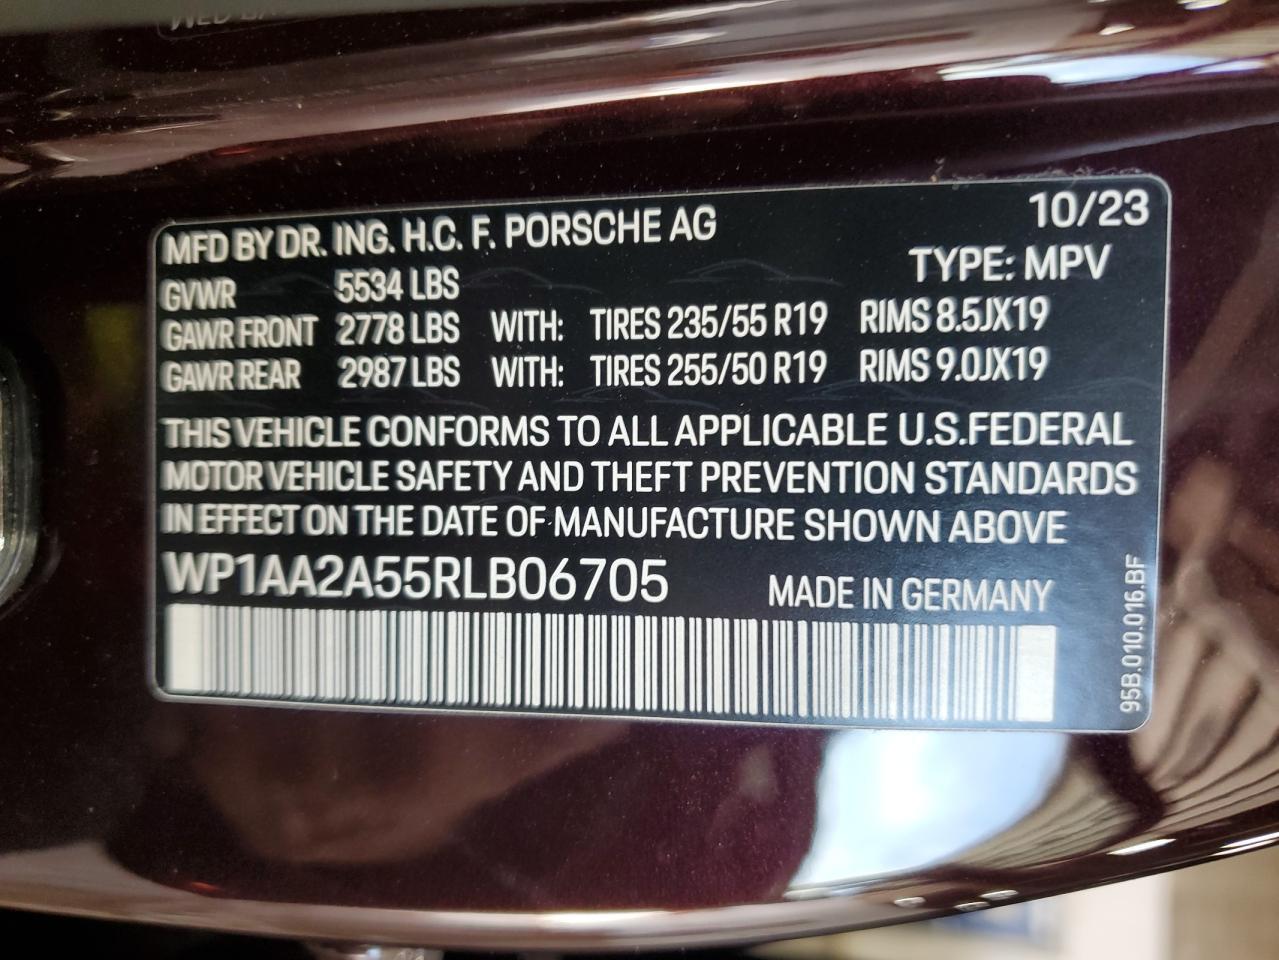 MFD BY DR. ING. H.C. F. PORSCHE AG 10/23
TYPE: MPV
GVWR 5534 LBS
GAWR FRONT 2778 LBS WITH: TIRES 235/55 R19 RIMS 8.5JX19
GAWR REAR 2987 LBS WITH: TIRES 255/50 R19 RIMS 9.0JX19
THIS VEHICLE CONFORMS TO ALL APPLICABLE U.S.FEDERAL
MOTOR VEHICLE SAFETY AND THEFT PREVENTION STANDARDS
IN EFFECT ON THE DATE OF MANUFACTURE SHOWN ABOVE
WP1AA2A55RLB06705 MADE IN GERMANY
95B.010.016.BF